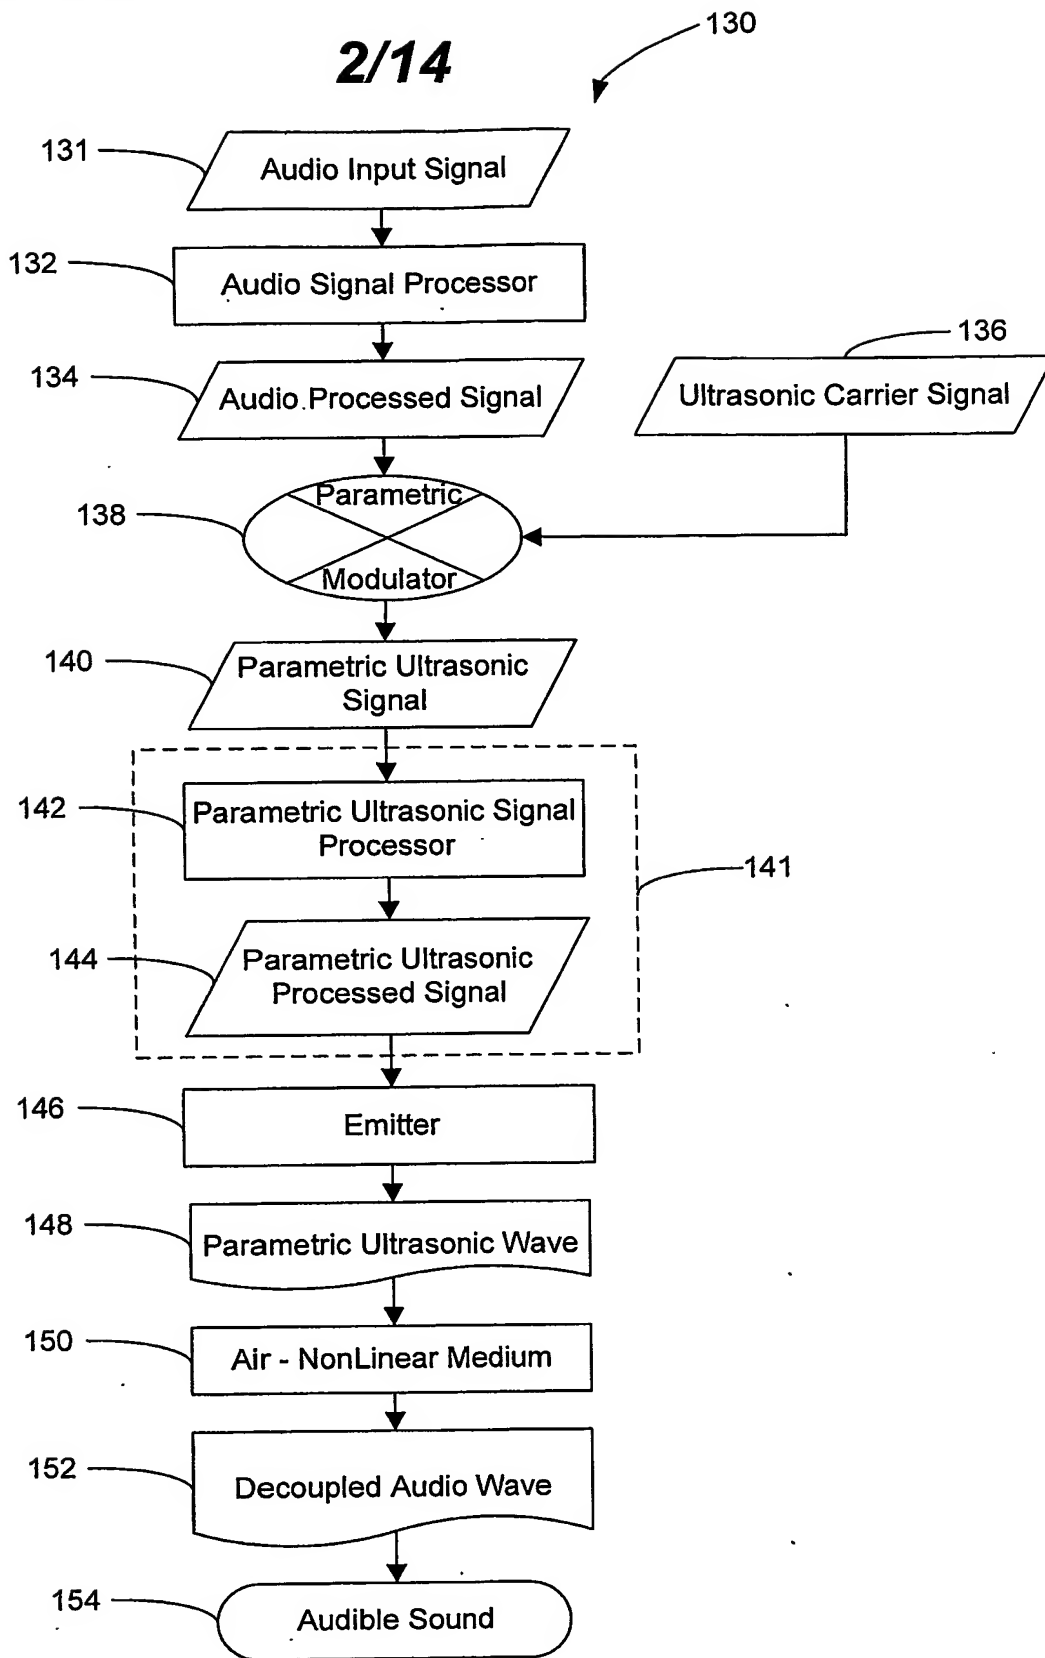 2/14
130
131
Audio Input Signal
132
Audio Signal Processor
134
Audio Processed Signal
136
Ultrasonic Carrier Signal
138
Parametric
Modulator
140
Parametric Ultrasonic
Signal
142
Parametric Ultrasonic Signal
Processor
141
144
Parametric Ultrasonic
Processed Signal
146
Emitter
148
Parametric Ultrasonic Wave
150
Air - NonLinear Medium
152
Decoupled Audio Wave
154
Audible Sound